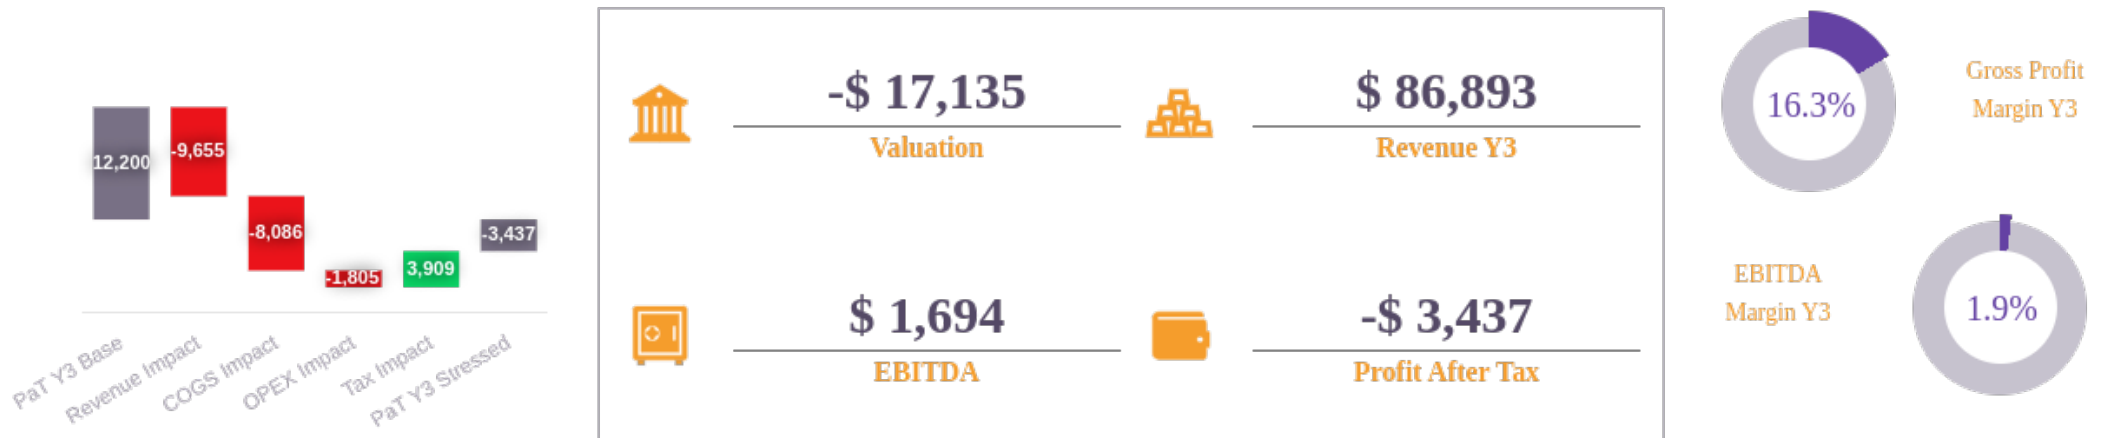 12,200
-9,655
-8,086
-1,805
3,909
-3,437
PaT Y3 Base
Revenue Impact
COGS Impact
OPEX Impact
Tax Impact
PaT Y3 Stressed
-$ 17,135
Valuation
$ 86,893
Revenue Y3
$ 1,694
EBITDA
-$ 3,437
Profit After Tax
16.3%
Gross Profit
Margin Y3
EBITDA
Margin Y3
1.9%